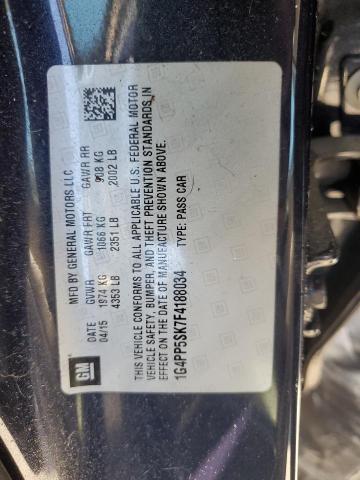 GM
MFD BY GENERAL MOTORS LLC
DATE GVWR GAWR FRT GAWR RR
04/15 1974 KG 1066 KG 908 KG
4353 LB 2351 LB 2002 LB
THIS VEHICLE CONFORMS TO ALL APPLICABLE U.S. FEDERAL MOTOR
VEHICLE SAFETY, BUMPER, AND THEFT PREVENTION STANDARDS IN
EFFECT ON THE DATE OF MANUFACTURE SHOWN ABOVE.
1G4PP5SK7F4188034 TYPE: PASS CAR